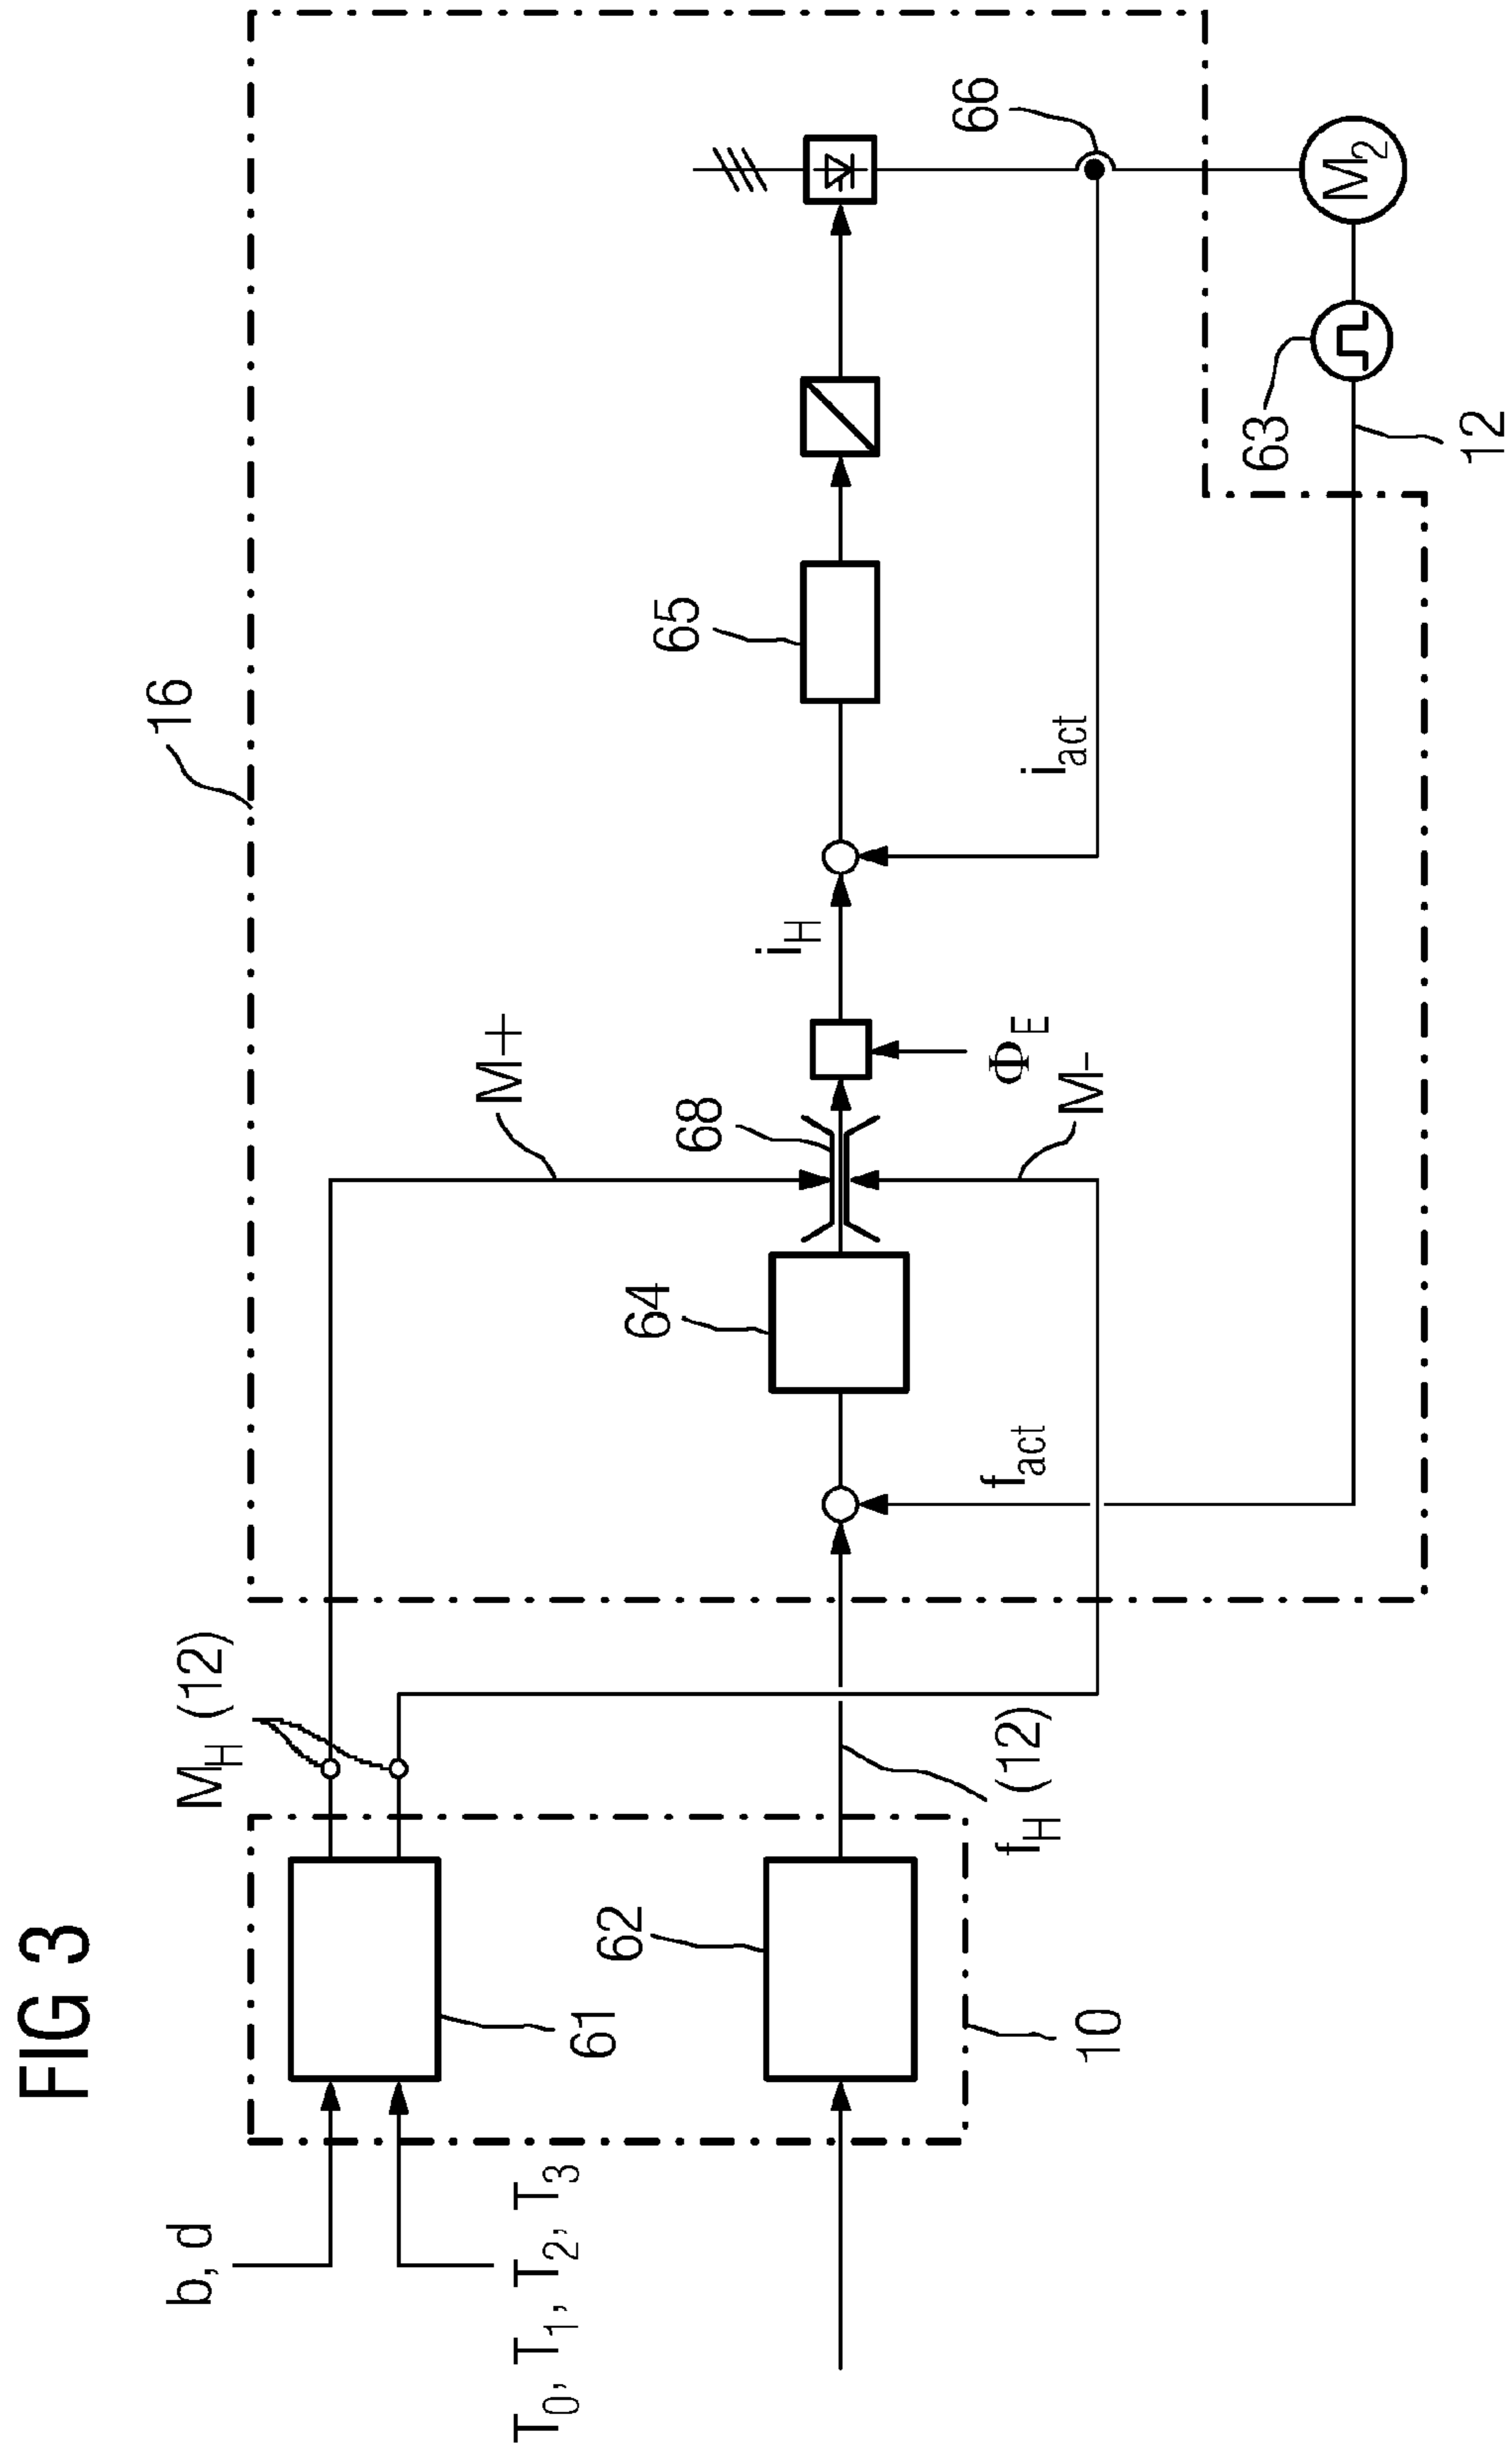 FIG 3
b, d
T0, T1, T2, T3
61
62
10
MH (12)
fH (12)
16
M+
M-
64
68
fact
ΦE
iH
iact
65
66
63
12
M2